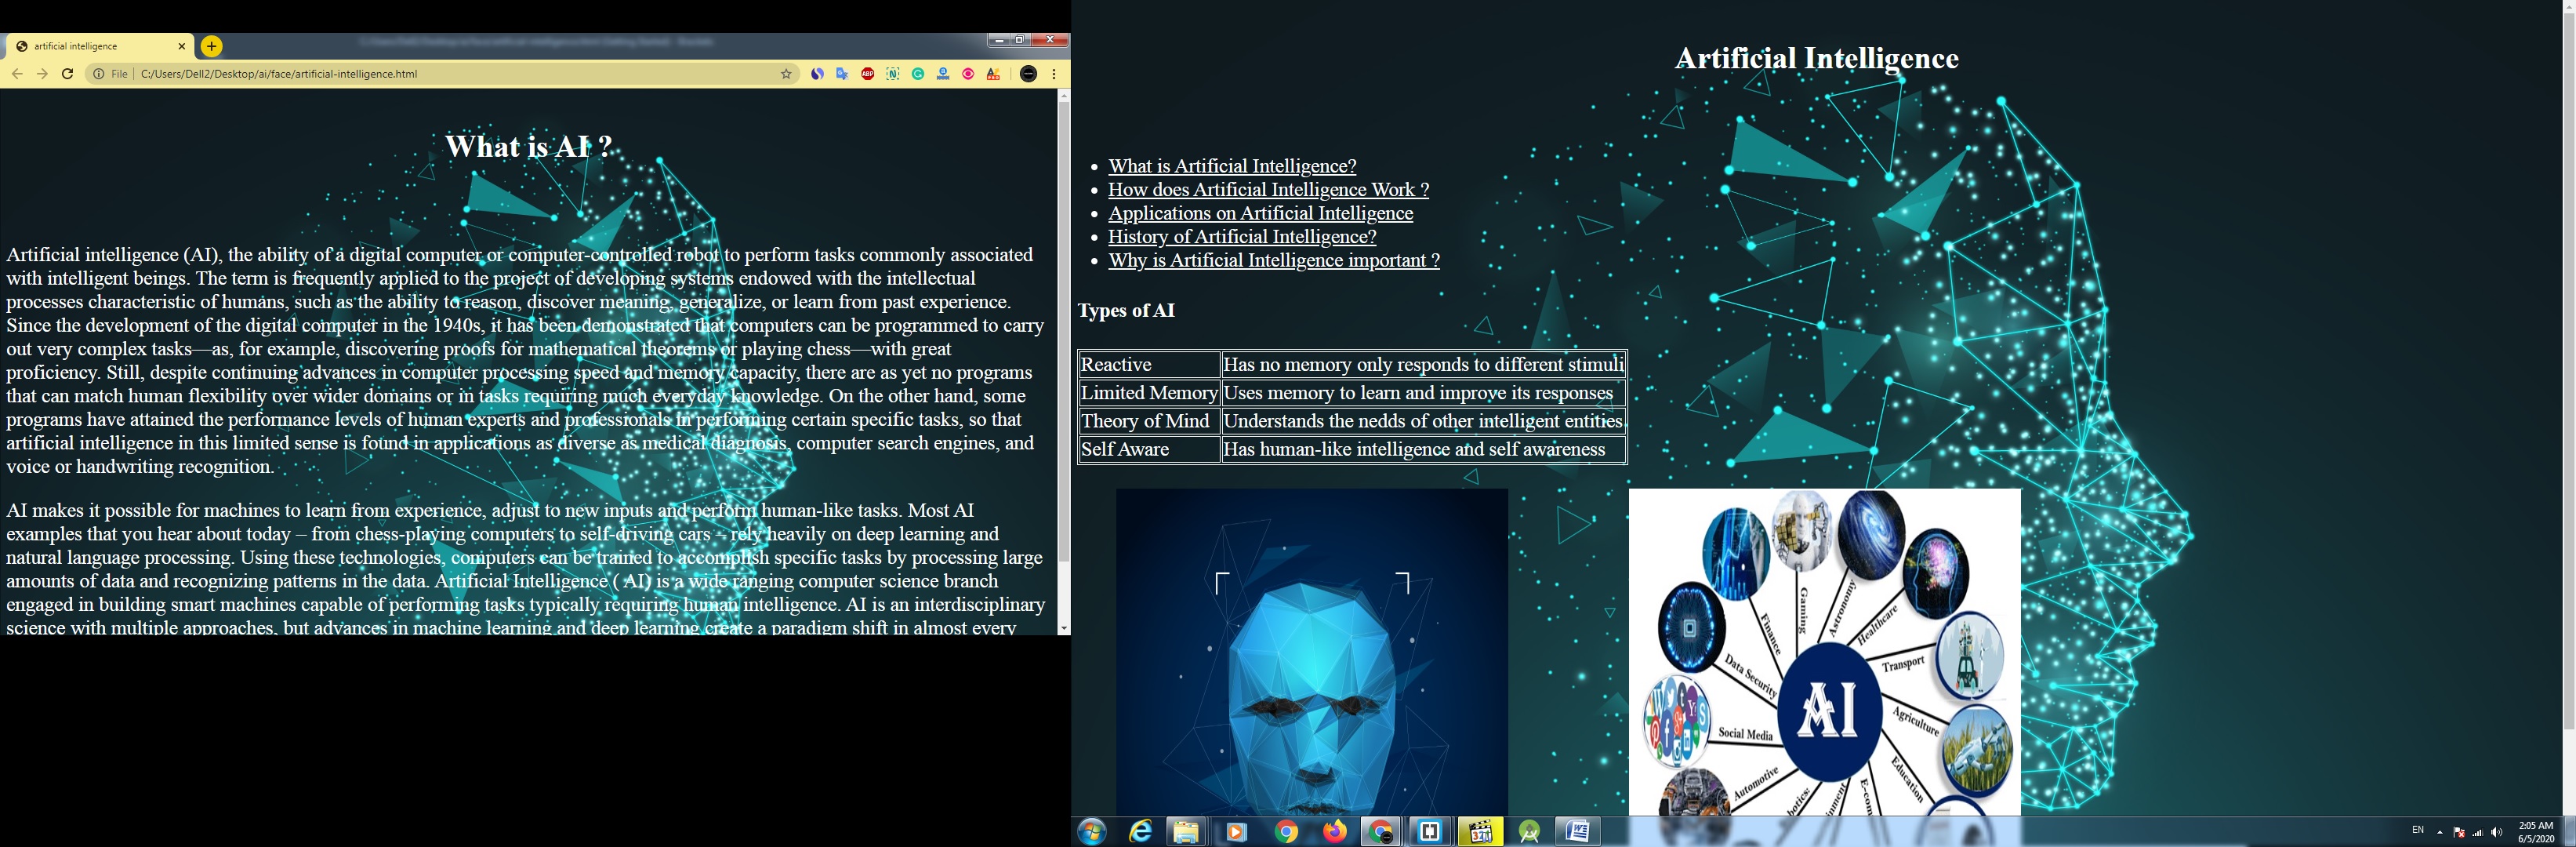 artificial intelligence
File
C:/Users/Dell2/Desktop/ai/face/artificial-intelligence.html
ABP
What is AI ?
Artificial intelligence (AI), the ability of a digital computer or computer-controlled robot to perform tasks commonly associated
with intelligent beings. The term is frequently applied to the project of developing systems endowed with the intellectual
processes characteristic of humans, such as the ability to reason, discover meaning, generalize, or learn from past experience.
Since the development of the digital computer in the 1940s, it has been demonstrated that computers can be programmed to carry
out very complex tasks—as, for example, discovering proofs for mathematical theorems or playing chess—with great
proficiency. Still, despite continuing advances in computer processing speed and memory capacity, there are as yet no programs
that can match human flexibility over wider domains or in tasks requiring much everyday knowledge. On the other hand, some
programs have attained the performance levels of human experts and professionals in performing certain specific tasks, so that
artificial intelligence in this limited sense is found in applications as diverse as medical diagnosis, computer search engines, and
voice or handwriting recognition.
AI makes it possible for machines to learn from experience, adjust to new inputs and perform human-like tasks. Most AI
examples that you hear about today – from chess-playing computers to self-driving cars – rely heavily on deep learning and
natural language processing. Using these technologies, computers can be trained to accomplish specific tasks by processing large
amounts of data and recognizing patterns in the data. Artificial Intelligence ( AI) is a wide ranging computer science branch
engaged in building smart machines capable of performing tasks typically requiring human intelligence. AI is an interdisciplinary
science with multiple approaches, but advances in machine learning and deep learning create a paradigm shift in almost every
Artificial Intelligence
What is Artificial Intelligence?
How does Artificial Intelligence Work ?
Applications on Artificial Intelligence
History of Artificial Intelligence?
Why is Artificial Intelligence important ?
Types of AI
Reactive Has no memory only responds to different stimuli
Limited Memory Uses memory to learn and improve its responses
Theory of Mind Understands the nedds of other intelligent entities
Self Aware Has human-like intelligence and self awareness
Gaming
Astronomy
Finance
Healthcare
Data Security
Transport
AI
Social Media
Agriculture
Automotive
Education
E-com
EN
2:05 AM
6/5/2020